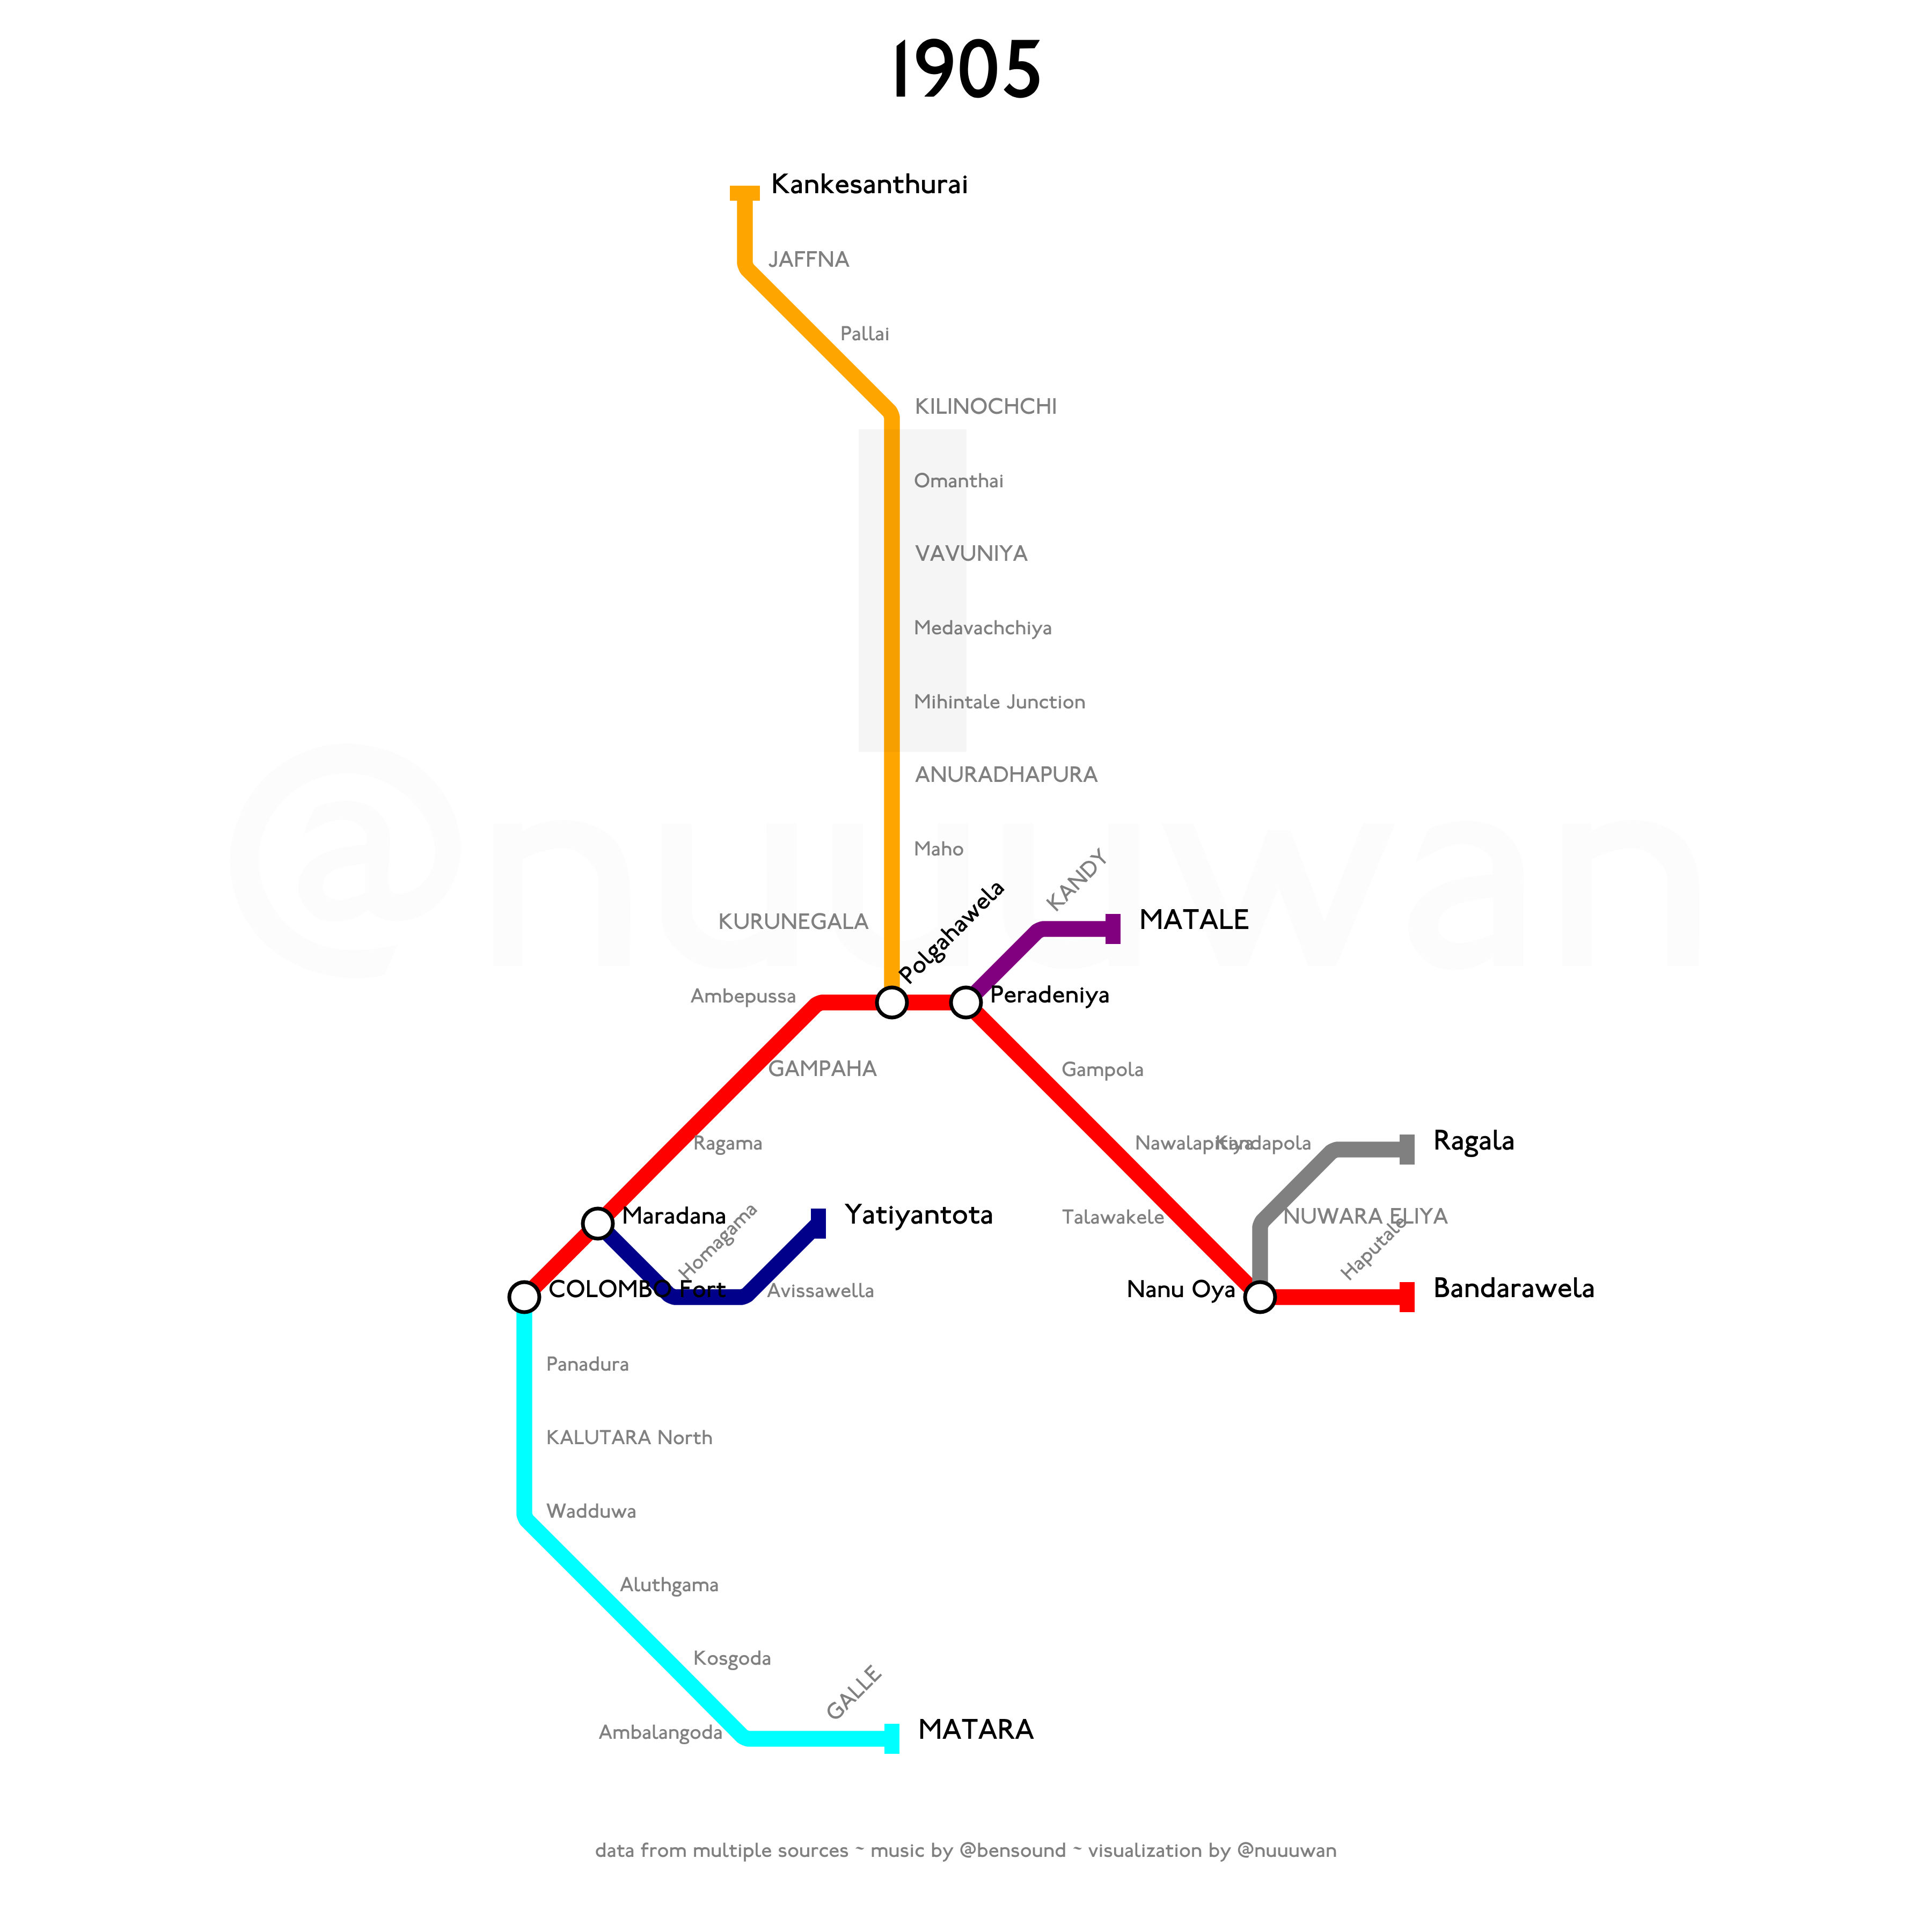 1905
Kankesanthurai
JAFFNA
Pallai
KILINOCHCHI
Omanthai
VAVUNIYA
Medavachchiya
Mihintale Junction
ANURADHAPURA
Maho
@nuuuwan
KANDY
KURUNEGALA
Polgahawela
MATALE
Ambepussa
Peradeniya
GAMPAHA
Gampola
Ragama
Nawalapitiya
Kandapola
Ragala
Maradana
Homagama
Yatiyantota
Talawakele
NUWARA ELIYA
Haputale
COLOMBO Fort
Avissawella
Nanu Oya
Bandarawela
Panadura
KALUTARA North
Wadduwa
Aluthgama
Kosgoda
GALLE
Ambalangoda
MATARA
data from multiple sources ~ music by @bensound ~ visualization by @nuuuwan